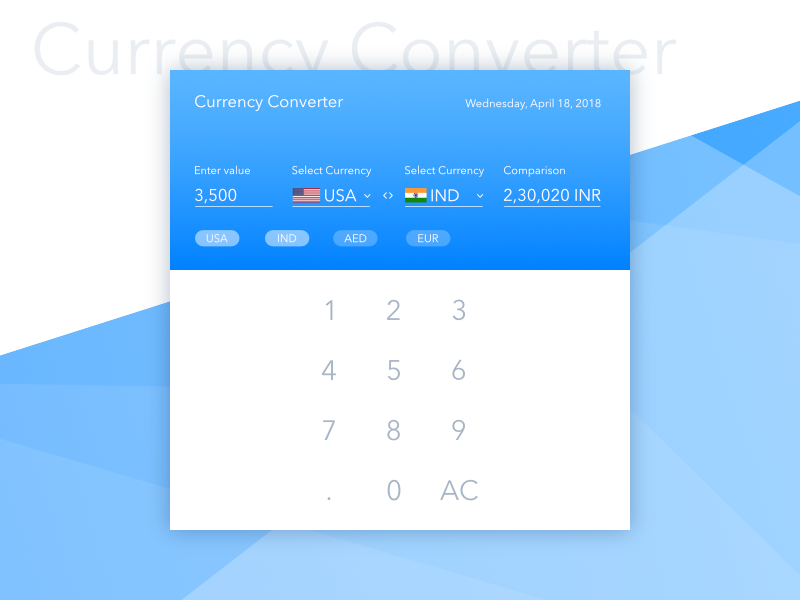 Currency Converter
Currency Converter
Wednesday, April 18, 2018
Enter value
Select Currency
Select Currency
Comparison
3,500
USA
<>
IND
2,30,020 INR
USA
IND
AED
EUR
1 2 3
4 5 6
7 8 9
. 0 AC